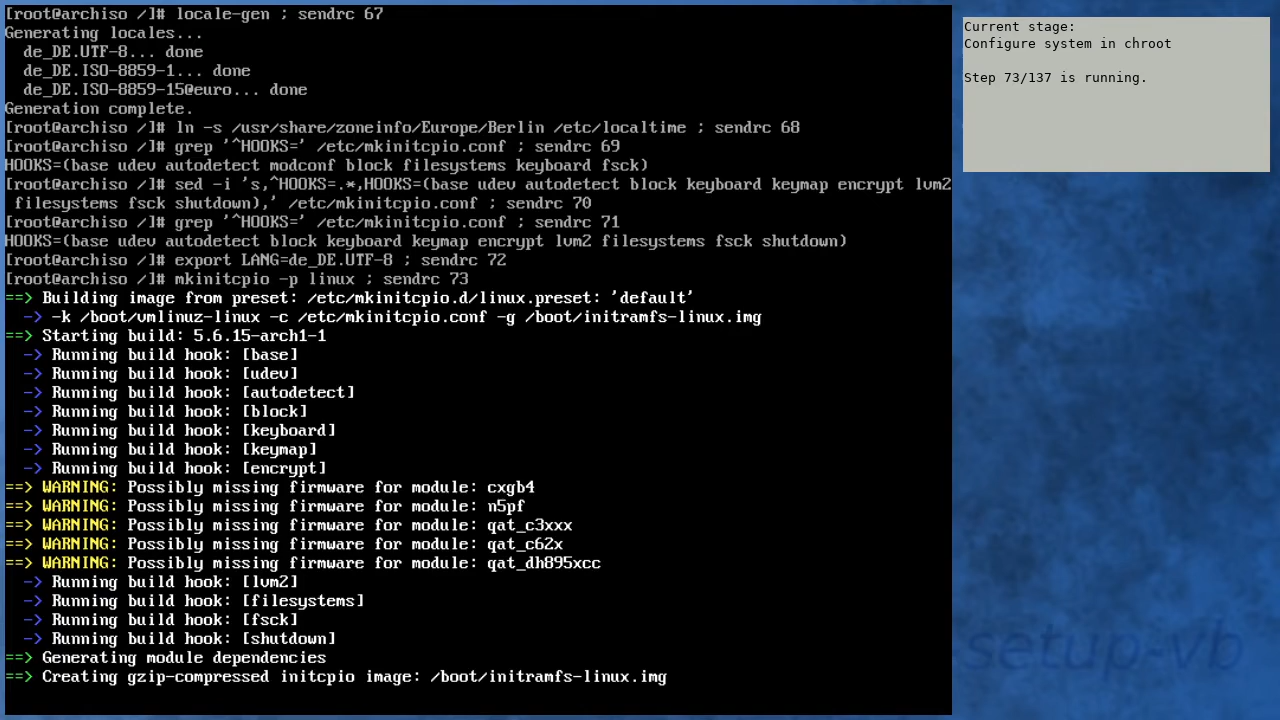 [root@archiso /]# locale-gen ; sendrc 67
Generating locales...
  de_DE.UTF-8... done
  de_DE.ISO-8859-1... done
  de_DE.ISO-8859-15@euro... done
Generation complete.
[root@archiso /]# ln -s /usr/share/zoneinfo/Europe/Berlin /etc/localtime ; sendrc 68
[root@archiso /]# grep '^HOOKS=' /etc/mkinitcpio.conf ; sendrc 69
HOOKS=(base udev autodetect modconf block filesystems keyboard fsck)
[root@archiso /]# sed -i 's,^HOOKS=.*,HOOKS=(base udev autodetect block keyboard keymap encrypt lvm2
 filesystems fsck shutdown),' /etc/mkinitcpio.conf ; sendrc 70
[root@archiso /]# grep '^HOOKS=' /etc/mkinitcpio.conf ; sendrc 71
HOOKS=(base udev autodetect block keyboard keymap encrypt lvm2 filesystems fsck shutdown)
[root@archiso /]# export LANG=de_DE.UTF-8 ; sendrc 72
[root@archiso /]# mkinitcpio -p linux ; sendrc 73
==> Building image from preset: /etc/mkinitcpio.d/linux.preset: 'default'
  -> -k /boot/vmlinuz-linux -c /etc/mkinitcpio.conf -g /boot/initramfs-linux.img
==> Starting build: 5.6.15-arch1-1
  -> Running build hook: [base]
  -> Running build hook: [udev]
  -> Running build hook: [autodetect]
  -> Running build hook: [block]
  -> Running build hook: [keyboard]
  -> Running build hook: [keymap]
  -> Running build hook: [encrypt]
==> WARNING: Possibly missing firmware for module: cxgb4
==> WARNING: Possibly missing firmware for module: n5pf
==> WARNING: Possibly missing firmware for module: qat_c3xxx
==> WARNING: Possibly missing firmware for module: qat_c62x
==> WARNING: Possibly missing firmware for module: qat_dh895xcc
  -> Running build hook: [lvm2]
  -> Running build hook: [filesystems]
  -> Running build hook: [fsck]
  -> Running build hook: [shutdown]
==> Generating module dependencies
==> Creating gzip-compressed initcpio image: /boot/initramfs-linux.img
Current stage:
Configure system in chroot
Step 73/137 is running.
setup-vb